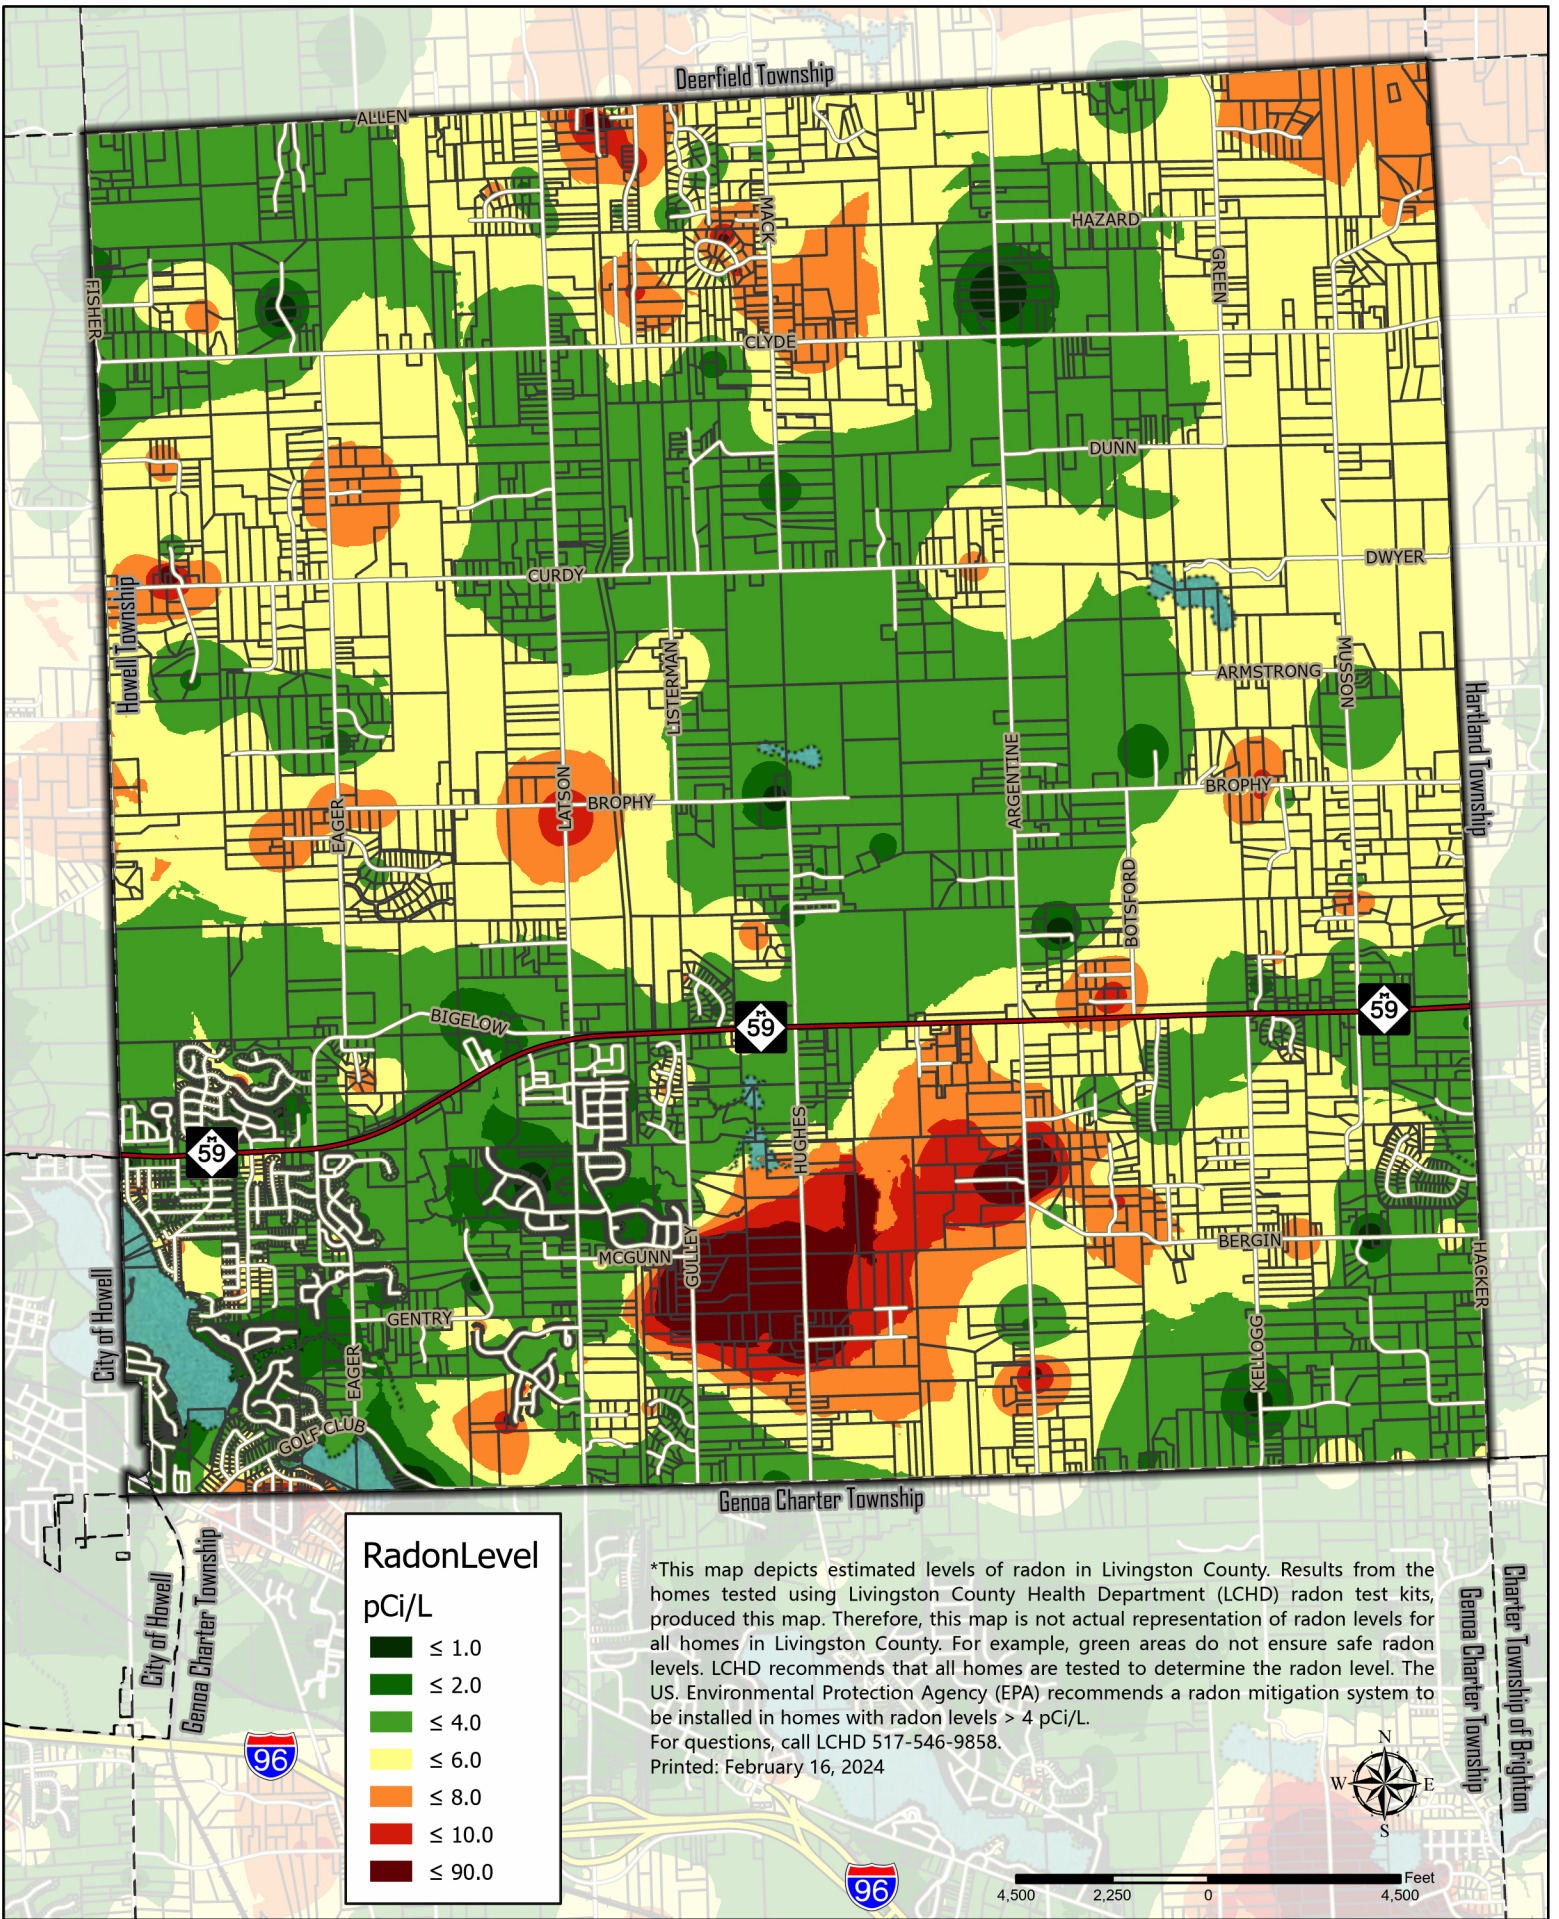 Deerfield Township
ALLEN
MACK
HAZARD
GREEN
FISHER
CLYDE
DUNN
DWYER
CURDY
Howell Township
LISTERMAN
ARMSTRONG
MUSSON
Hartland Township
ARGENTINE
LATSON
BROPHY
BROPHY
EAGER
BOTSFORD
BIGELOW
M
59
M
59
M
59
HUGHES
MCGUNN
GULLEY
BERGIN
HACKER
City of Howell
GENTRY
EAGER
KELLOGG
GOLF CLUB
Genoa Charter Township
City of Howell
Genoa Charter Township
Genoa Charter Township
Charter Township of Brighton
RadonLevel
pCi/L
≤ 1.0
≤ 2.0
≤ 4.0
≤ 6.0
≤ 8.0
≤ 10.0
≤ 90.0
*This map depicts estimated levels of radon in Livingston County. Results from the
homes tested using Livingston County Health Department (LCHD) radon test kits,
produced this map. Therefore, this map is not actual representation of radon levels for
all homes in Livingston County. For example, green areas do not ensure safe radon
levels. LCHD recommends that all homes are tested to determine the radon level. The
US. Environmental Protection Agency (EPA) recommends a radon mitigation system to
be installed in homes with radon levels > 4 pCi/L.
For questions, call LCHD 517-546-9858.
Printed: February 16, 2024
96
96
N
W E
S
Feet
4,500 2,250 0 4,500